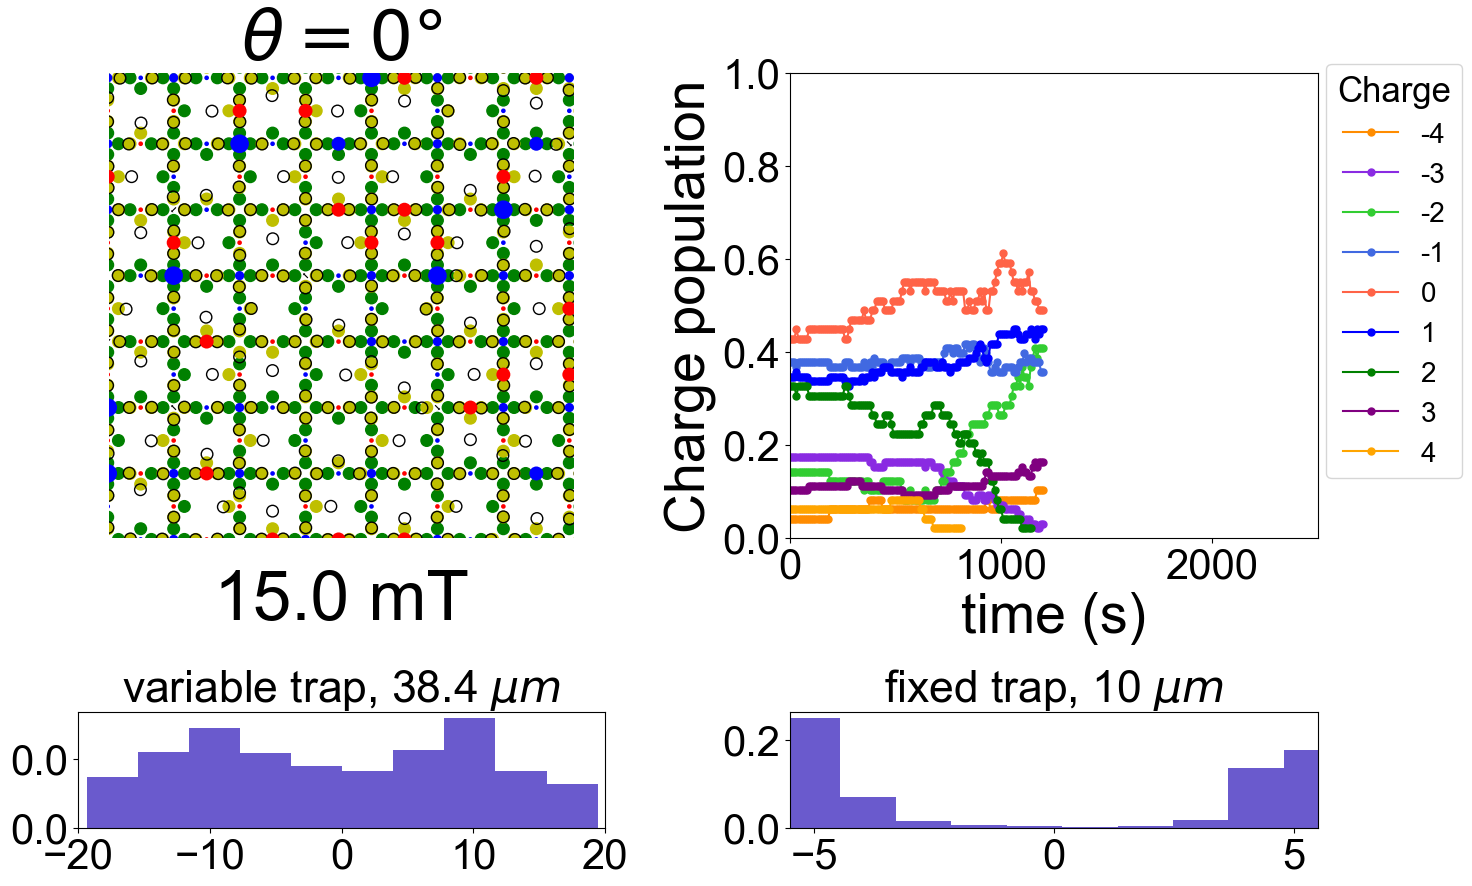 θ = 0°
15.0 mT
Charge population
1.0
0.8
0.6
0.4
0.2
0.0
0 1000 2000
time (s)
Charge
-4
-3
-2
-1
0
1
2
3
4
variable trap, 38.4 μm
0.0
0.0
−20 −10 0 10 20
fixed trap, 10 μm
0.2
0.0
−5 0 5